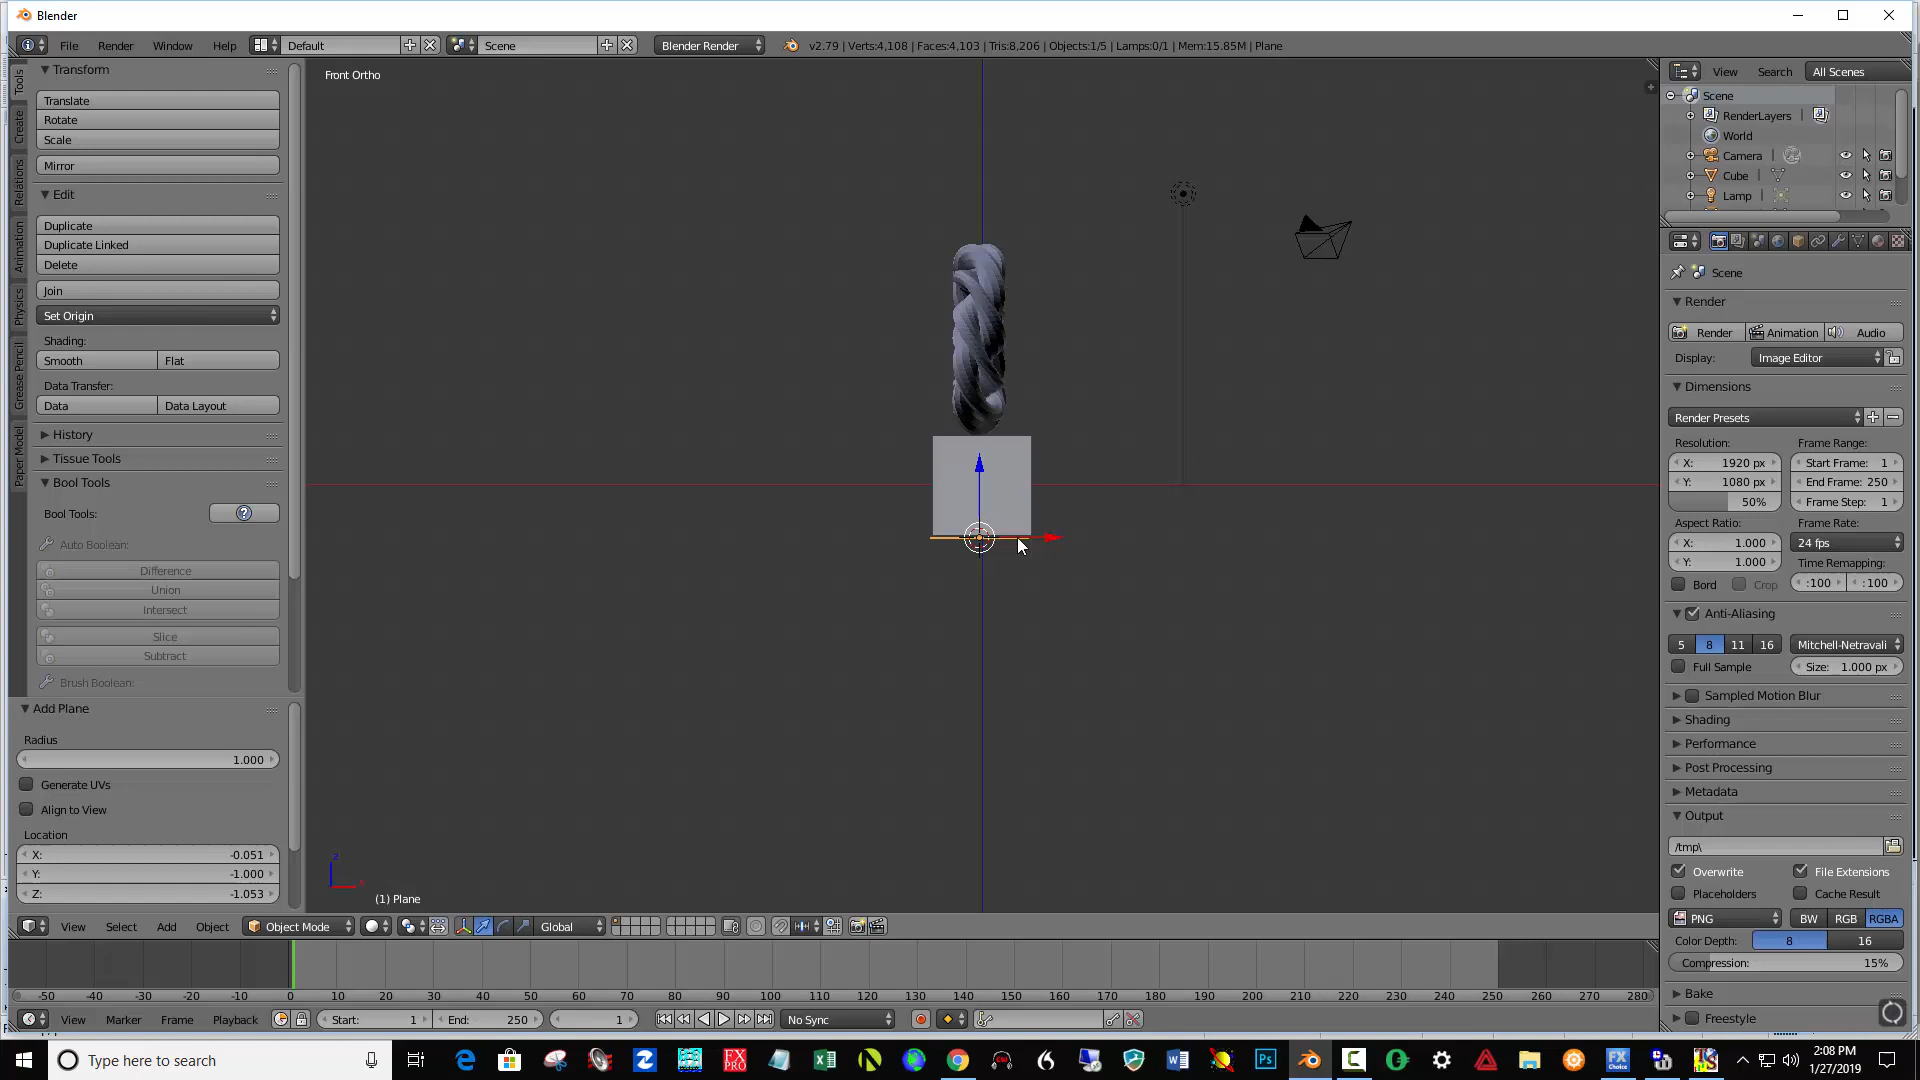 Blender
File Render Window Help Default Scene Blender Render v2.79 | Verts:4,108 | Faces:4,103 | Tris:8,206 | Objects:1/5 | Lamps:0/1 | Mem:15.85M | Plane
Tools
Create
Relations
Animation
Physics
Grease Pencil
Paper Model
Transform
Translate
Rotate
Scale
Mirror
Edit
Duplicate
Duplicate Linked
Delete
Join
Set Origin
Shading:
Smooth Flat
Data Transfer:
Data Data Layout
History
Tissue Tools
Bool Tools
Bool Tools: ?
Auto Boolean:
Difference
Union
Intersect
Slice
Subtract
Brush Boolean:
Add Plane
Radius
1.000
Generate UVs
Align to View
Location
X: -0.051
Y: -1.000
Z: -1.053
Front Ortho
z
(1) Plane
View Select Add Object Object Mode Global
-50 -40 -30 -20 -10 0 10 20 30 40 50 60 70 80 90 100 110 120 130 140 150 160 170 180 190 200 210 220 230 240 250 260 270 280
View Marker Frame Playback Start: 1 End: 250 1 No Sync
View Search All Scenes
Scene
RenderLayers
World
Camera
Cube
Lamp
Scene
Render
Render Animation Audio
Display: Image Editor
Dimensions
Render Presets
Resolution: Frame Range:
X: 1920 px Start Frame: 1
Y: 1080 px End Frame: 250
50% Frame Step: 1
Aspect Ratio: Frame Rate:
X: 1.000 24 fps
Y: 1.000 Time Remapping:
Bord Crop :100 :100
Anti-Aliasing
5 8 11 16 Mitchell-Netravali
Full Sample Size: 1.000 px
Sampled Motion Blur
Shading
Performance
Post Processing
Metadata
Output
/tmp\
Overwrite File Extensions
Placeholders Cache Result
PNG BW RGB RGBA
Color Depth: 8 16
Compression: 15%
Bake
Freestyle
Type here to search
2:08 PM
1/27/2019